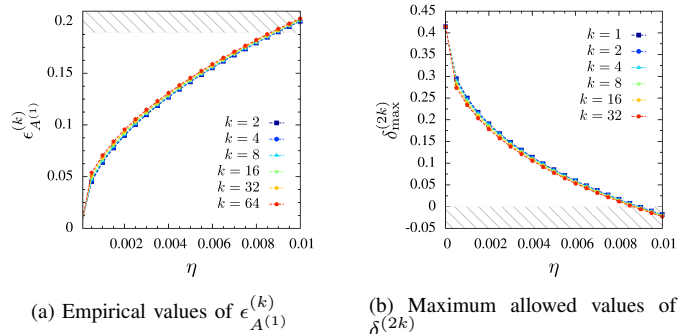 0.2
0.15
0.1
0.05
0
ϵ_{A^{(1)}}^{(k)}
k = 2
k = 4
k = 8
k = 16
k = 32
k = 64
0.002 0.004 0.006 0.008 0.01
η
(a) Empirical values of ϵ_{A^{(1)}}^{(k)}
0.45
0.4
0.35
0.3
0.25
0.2
0.15
0.1
0.05
0
-0.05
δ_{max}^{(2k)}
k = 1
k = 2
k = 4
k = 8
k = 16
k = 32
0 0.002 0.004 0.006 0.008 0.01
η
(b) Maximum allowed values of
δ^{(2k)}